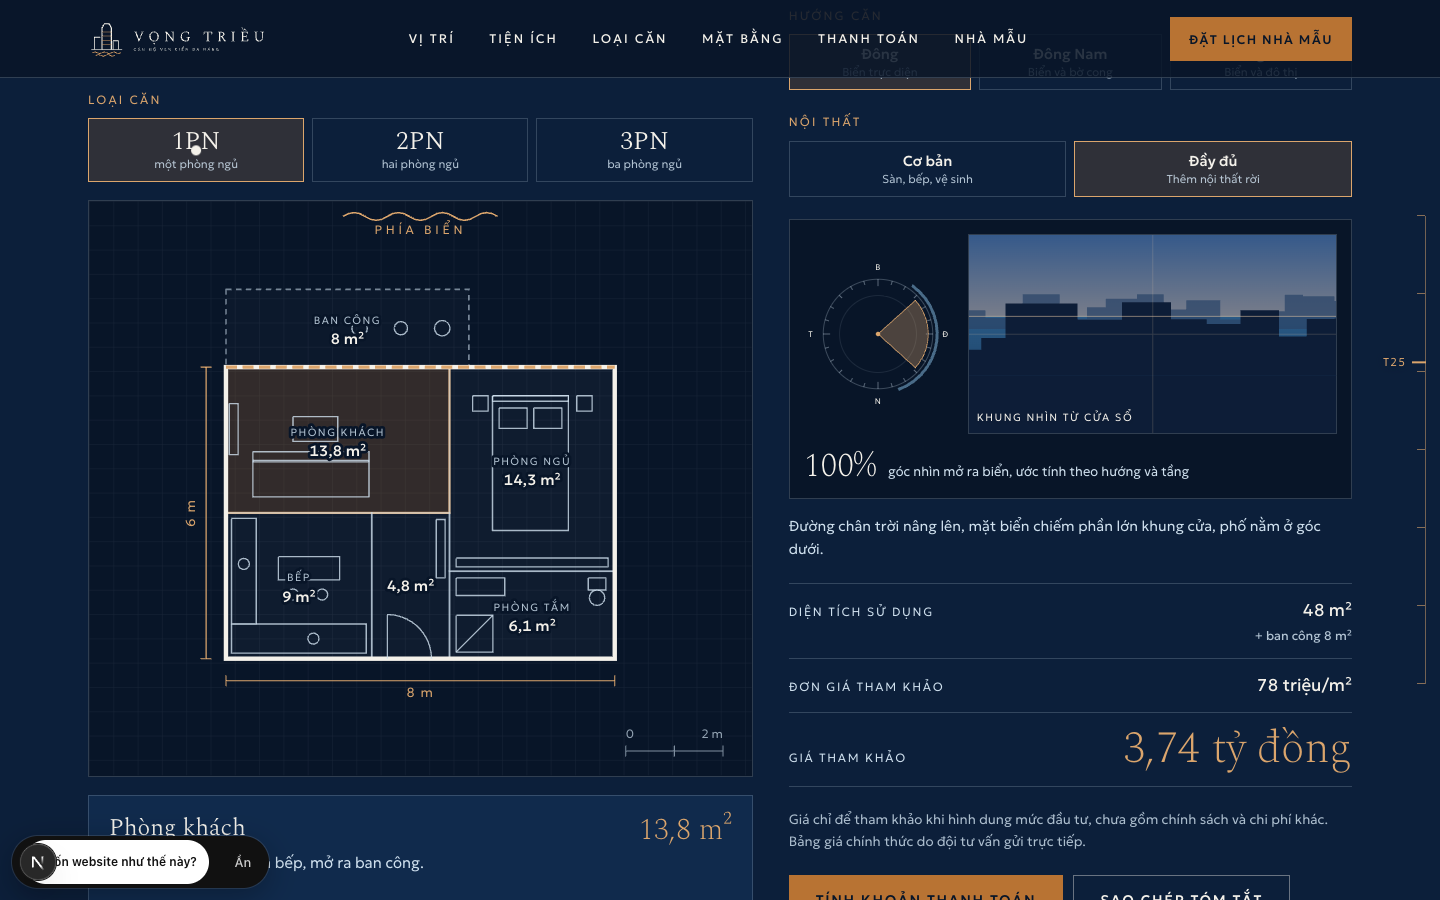 VỌNG TRIỀU
VỊ TRÍ
TIỆN ÍCH
LOẠI CĂN
MẶT BẰNG
THANH TOÁN
NHÀ MẪU
ĐẶT LỊCH NHÀ MẪU
HƯỚNG CĂN
Đông
Biển trực diện
Đông Nam
Biển và bờ cong
Biển và đô thị
LOẠI CĂN
1PN
một phòng ngủ
2PN
hai phòng ngủ
3PN
ba phòng ngủ
PHÍA BIỂN
BAN CÔNG
8 m²
PHÒNG KHÁCH
13,8 m²
PHÒNG NGỦ
14,3 m²
BẾP
9 m²
4,8 m²
PHÒNG TẮM
6,1 m²
6 m
8 m
0 2 m
Phòng khách
13,8 m²
bếp, mở ra ban công.
N
ốn website như thế này?
Ẩn
NỘI THẤT
Cơ bản
Sàn, bếp, vệ sinh
Đầy đủ
Thêm nội thất rời
B
T
Đ
N
KHUNG NHÌN TỪ CỬA SỔ
100% góc nhìn mở ra biển, ước tính theo hướng và tầng
T25
Đường chân trời nâng lên, mặt biển chiếm phần lớn khung cửa, phố nằm ở góc
dưới.
DIỆN TÍCH SỬ DỤNG
48 m²
+ ban công 8 m²
ĐƠN GIÁ THAM KHẢO
78 triệu/m²
GIÁ THAM KHẢO
3,74 tỷ đồng
Giá chỉ để tham khảo khi hình dung mức đầu tư, chưa gồm chính sách và chi phí khác.
Bảng giá chính thức do đội tư vấn gửi trực tiếp.
TÍNH KHOẢN THANH TOÁN
SAO CHÉP TÓM TẮT